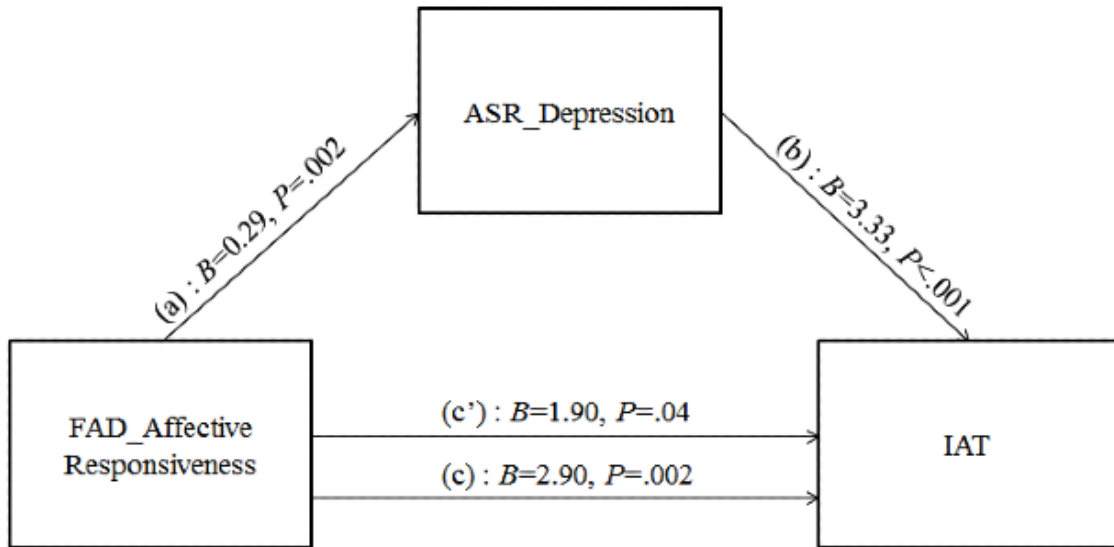 ASR_Depression
(a) : B=0.29, P=.002
(b) : B=3.33, P<.001
FAD_Affective
Responsiveness
(c’) : B=1.90, P=.04
(c) : B=2.90, P=.002
IAT